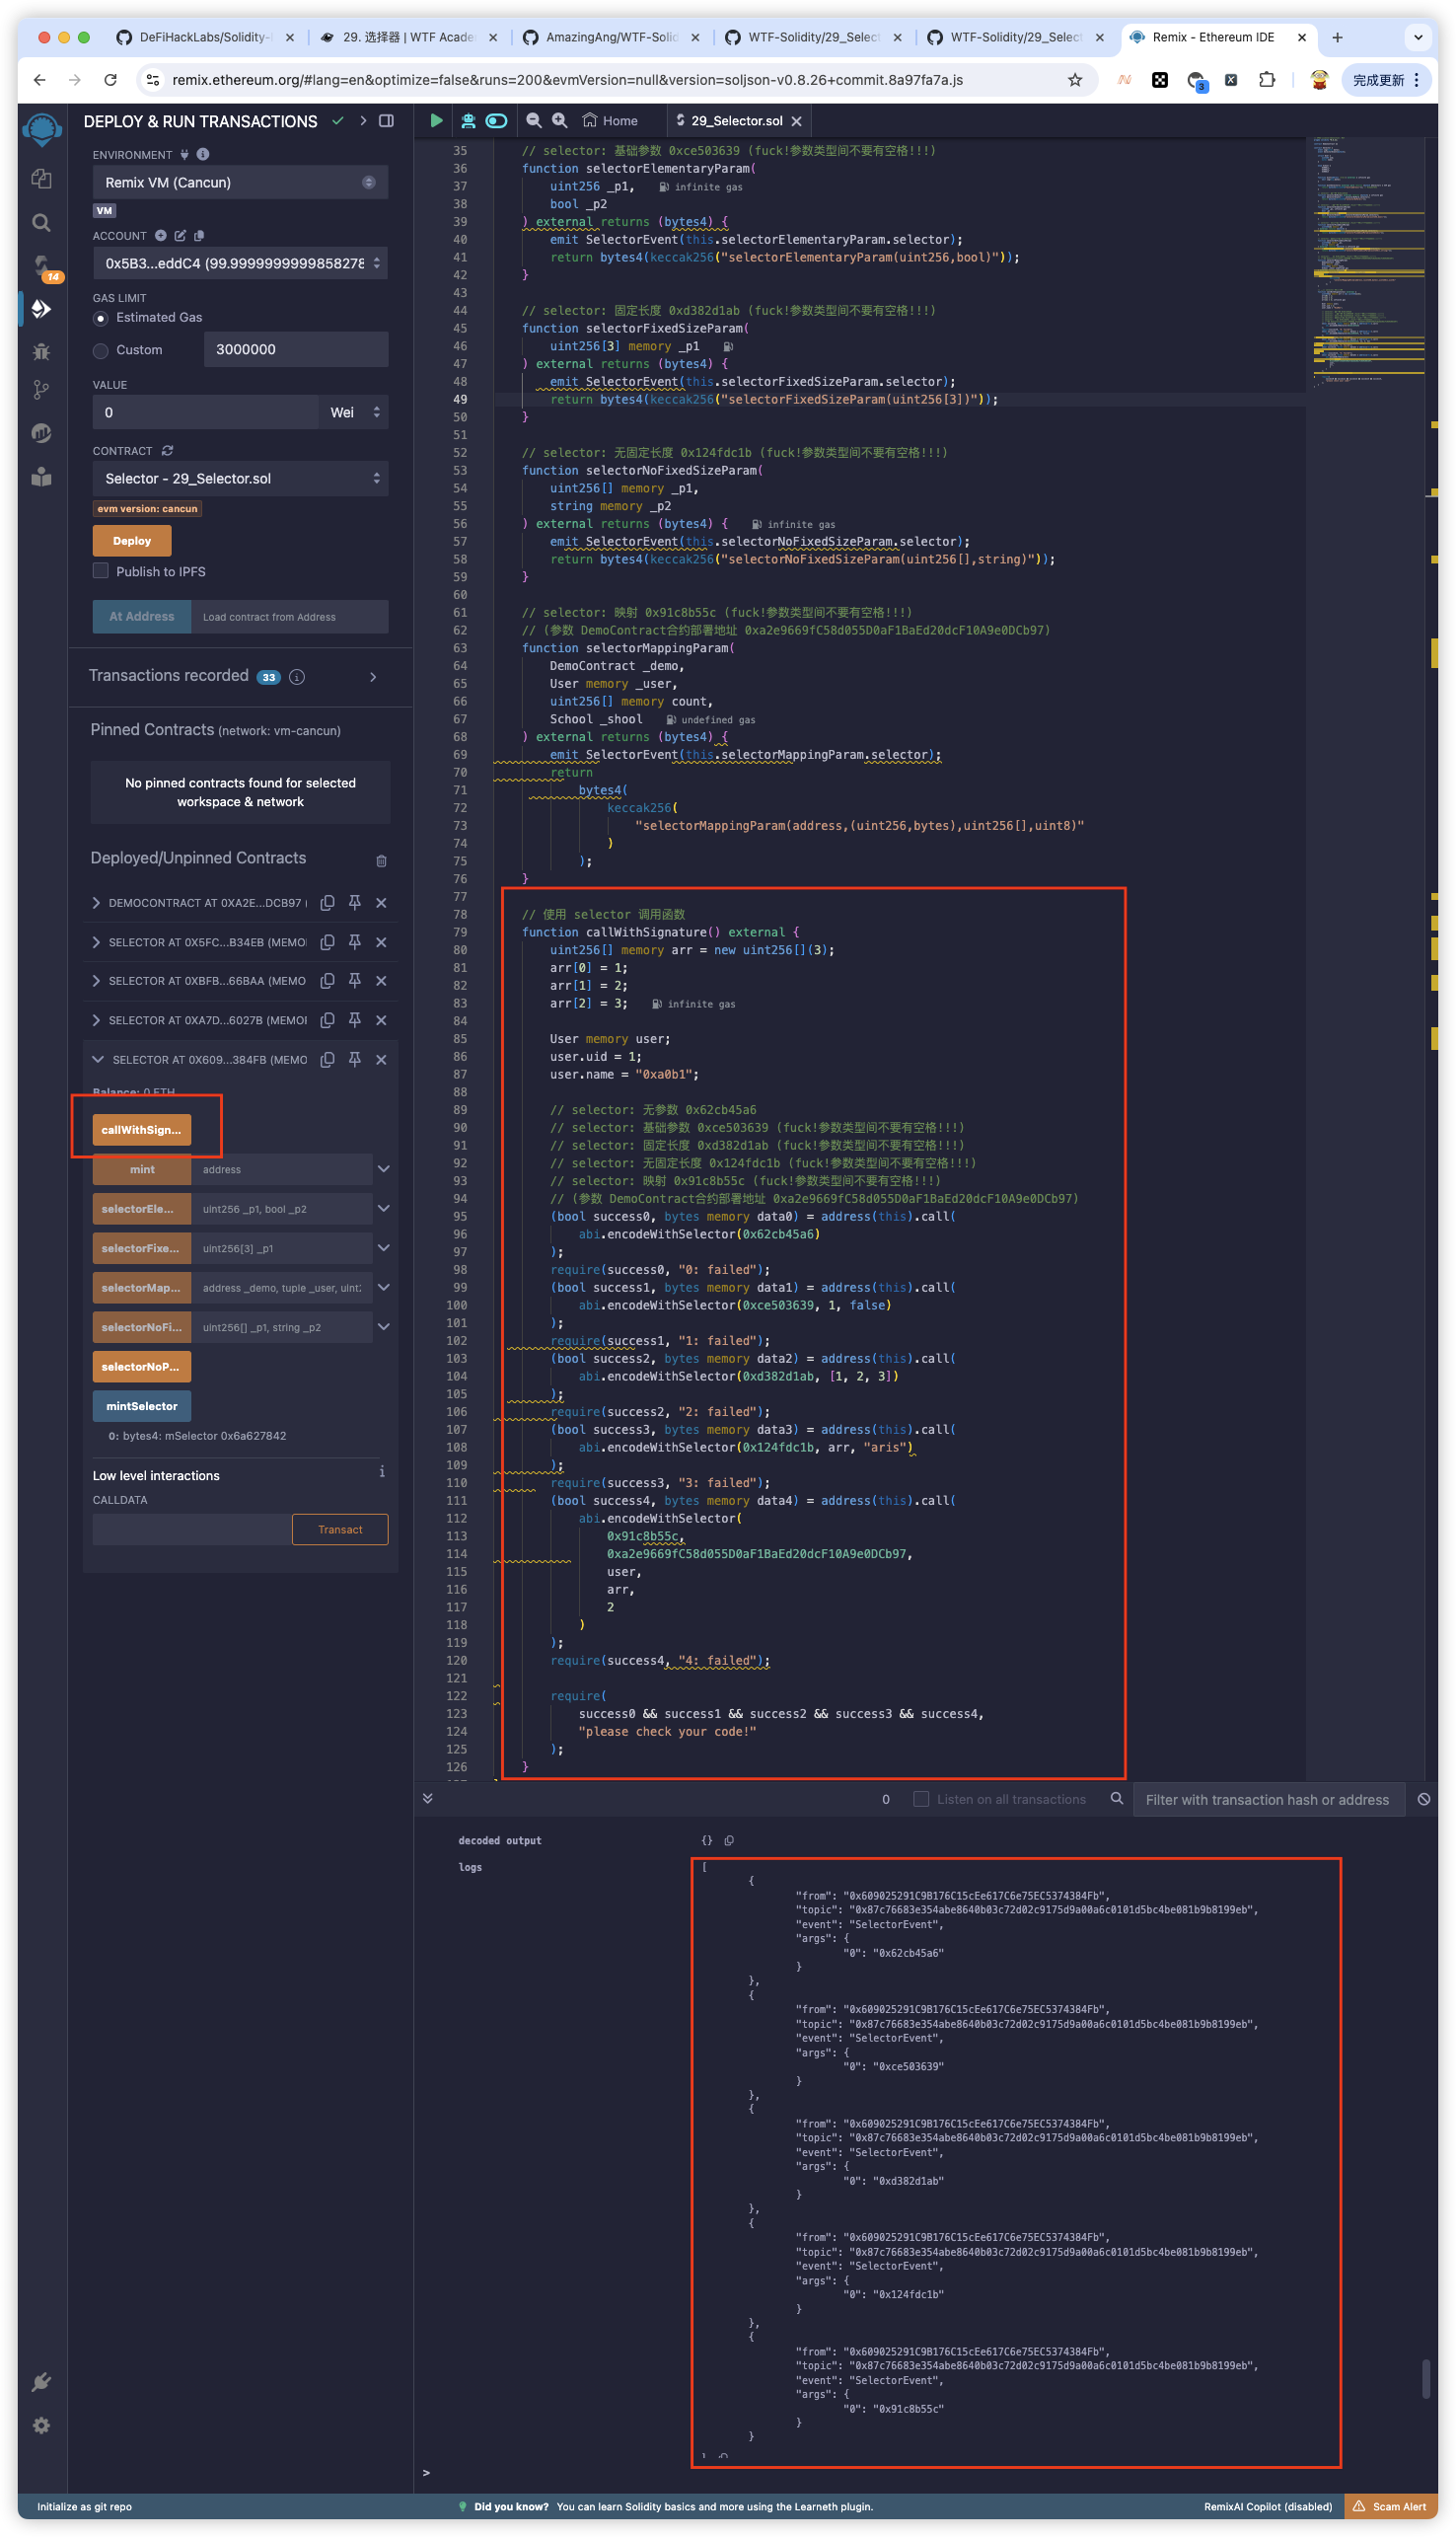 DeFiHackLabs/Solidity-
29. 选择器 | WTF Acade
AmazingAng/WTF-Solid
WTF-Solidity/29_Select
WTF-Solidity/29_Select
Remix - Ethereum IDE
remix.ethereum.org/#lang=en&optimize=false&runs=200&evmVersion=null&version=soljson-v0.8.26+commit.8a97fa7a.js
3
完成更新
DEPLOY & RUN TRANSACTIONS
ENVIRONMENT
Remix VM (Cancun)
VM
ACCOUNT
0x5B3...eddC4 (99.99999999985827
14
GAS LIMIT
Estimated Gas
Custom
3000000
VALUE
0
Wei
CONTRACT
Selector - 29_Selector.sol
evm version: cancun
Deploy
Publish to IPFS
At Address
Load contract from Address
Transactions recorded 33
Pinned Contracts (network: vm-cancun)
No pinned contracts found for selected
workspace & network
Deployed/Unpinned Contracts
DEMOCONTRACT AT 0XA2E...DCB97 (
SELECTOR AT 0X5FC...B34EB (MEMO
SELECTOR AT 0XBFB...66BAA (MEMO
SELECTOR AT 0XA7D...6027B (MEMO
SELECTOR AT 0X609...384FB (MEMO
Balance: 0 ETH
callWithSign...
mint
address
selectorEle...
uint256 _p1, bool _p2
selectorFixe...
uint256[3] _p1
selectorMap...
address _demo, tuple _user, uint
selectorNoFi...
uint256[] _p1, string _p2
selectorNoP...
mintSelector
0: bytes4: mSelector 0x6a627842
Low level interactions
i
CALLDATA
Transact
Home
29_Selector.sol
35 // selector: 基础参数 0xce503639 (fuck!参数类型间不要有空格!!!)
36 function selectorElementaryParam(
37 uint256 _p1, infinite gas
38 bool _p2
39 ) external returns (bytes4) {
40 emit SelectorEvent(this.selectorElementaryParam.selector);
41 return bytes4(keccak256("selectorElementaryParam(uint256,bool)"));
42 }
43
44 // selector: 固定长度 0xd382d1ab (fuck!参数类型间不要有空格!!!)
45 function selectorFixedSizeParam(
46 uint256[3] memory _p1
47 ) external returns (bytes4) {
48 emit SelectorEvent(this.selectorFixedSizeParam.selector);
49 return bytes4(keccak256("selectorFixedSizeParam(uint256[3])"));
50 }
51
52 // selector: 无固定长度 0x124fdc1b (fuck!参数类型间不要有空格!!!)
53 function selectorNoFixedSizeParam(
54 uint256[] memory _p1,
55 string memory _p2
56 ) external returns (bytes4) { infinite gas
57 emit SelectorEvent(this.selectorNoFixedSizeParam.selector);
58 return bytes4(keccak256("selectorNoFixedSizeParam(uint256[],string)"));
59 }
60
61 // selector: 映射 0x91c8b55c (fuck!参数类型间不要有空格!!!)
62 // (参数 DemoContract合约部署地址 0xa2e9669fC58d055D0aF1BaEd20dcF10A9e0DCb97)
63 function selectorMappingParam(
64 DemoContract _demo,
65 User memory _user,
66 uint256[] memory count,
67 School _shool undefined gas
68 ) external returns (bytes4) {
69 emit SelectorEvent(this.selectorMappingParam.selector);
70 return
71 bytes4(
72 keccak256(
73 "selectorMappingParam(address,(uint256,bytes),uint256[],uint8)"
74 )
75 );
76 }
77
78 // 使用 selector 调用函数
79 function callWithSignature() external {
80 uint256[] memory arr = new uint256[](3);
81 arr[0] = 1;
82 arr[1] = 2;
83 arr[2] = 3; infinite gas
84
85 User memory user;
86 user.uid = 1;
87 user.name = "0xa0b1";
88
89 // selector: 无参数 0x62cb45a6
90 // selector: 基础参数 0xce503639 (fuck!参数类型间不要有空格!!!)
91 // selector: 固定长度 0xd382d1ab (fuck!参数类型间不要有空格!!!)
92 // selector: 无固定长度 0x124fdc1b (fuck!参数类型间不要有空格!!!)
93 // selector: 映射 0x91c8b55c (fuck!参数类型间不要有空格!!!)
94 // (参数 DemoContract合约部署地址 0xa2e9669fC58d055D0aF1BaEd20dcF10A9e0DCb97)
95 (bool success0, bytes memory data0) = address(this).call(
96 abi.encodeWithSelector(0x62cb45a6)
97 );
98 require(success0, "0: failed");
99 (bool success1, bytes memory data1) = address(this).call(
100 abi.encodeWithSelector(0xce503639, 1, false)
101 );
102 require(success1, "1: failed");
103 (bool success2, bytes memory data2) = address(this).call(
104 abi.encodeWithSelector(0xd382d1ab, [1, 2, 3])
105 );
106 require(success2, "2: failed");
107 (bool success3, bytes memory data3) = address(this).call(
108 abi.encodeWithSelector(0x124fdc1b, arr, "aris")
109 );
110 require(success3, "3: failed");
111 (bool success4, bytes memory data4) = address(this).call(
112 abi.encodeWithSelector(
113 0x91c8b55c,
114 0xa2e9669fC58d055D0aF1BaEd20dcF10A9e0DCb97,
115 user,
116 arr,
117 2
118 )
119 );
120 require(success4, "4: failed");
121
122 require(
123 success0 && success1 && success2 && success3 && success4,
124 "please check your code!"
125 );
126 }
0
Listen on all transactions
Filter with transaction hash or address
decoded output
{}
logs
[
{
"from": "0x609025291C9B176C15cEe617C6e75EC5374384Fb",
"topic": "0x87c76683e354abe8640b03c72d02c9175d9a00a6c0101d5bc4be081b9b8199eb",
"event": "SelectorEvent",
"args": {
"0": "0x62cb45a6"
}
},
{
"from": "0x609025291C9B176C15cEe617C6e75EC5374384Fb",
"topic": "0x87c76683e354abe8640b03c72d02c9175d9a00a6c0101d5bc4be081b9b8199eb",
"event": "SelectorEvent",
"args": {
"0": "0xce503639"
}
},
{
"from": "0x609025291C9B176C15cEe617C6e75EC5374384Fb",
"topic": "0x87c76683e354abe8640b03c72d02c9175d9a00a6c0101d5bc4be081b9b8199eb",
"event": "SelectorEvent",
"args": {
"0": "0xd382d1ab"
}
},
{
"from": "0x609025291C9B176C15cEe617C6e75EC5374384Fb",
"topic": "0x87c76683e354abe8640b03c72d02c9175d9a00a6c0101d5bc4be081b9b8199eb",
"event": "SelectorEvent",
"args": {
"0": "0x124fdc1b"
}
},
{
"from": "0x609025291C9B176C15cEe617C6e75EC5374384Fb",
"topic": "0x87c76683e354abe8640b03c72d02c9175d9a00a6c0101d5bc4be081b9b8199eb",
"event": "SelectorEvent",
"args": {
"0": "0x91c8b55c"
}
}
]
>
Initialize as git repo
Did you know? You can learn Solidity basics and more using the Learneth plugin.
RemixAI Copilot (disabled)
Scam Alert